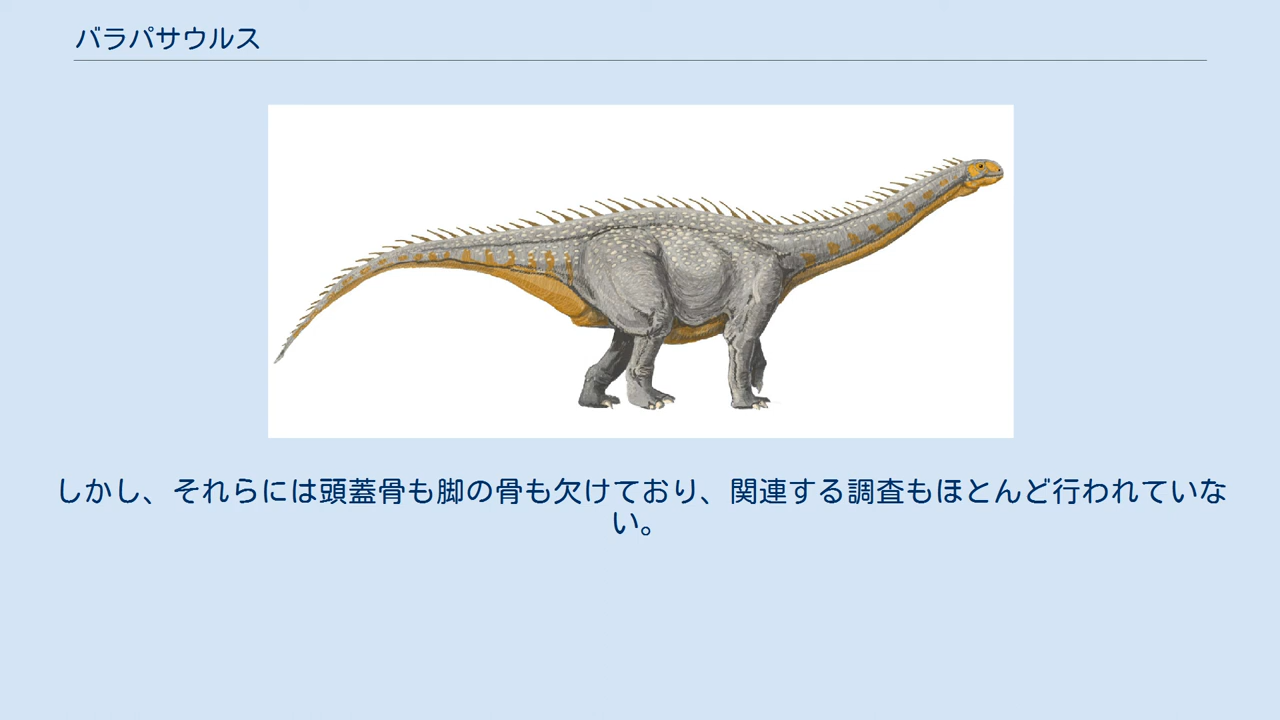 バラパサウルス
しかし、それらには頭蓋骨も脚の骨も欠けており、関連する調査もほとんど行われていな
い。